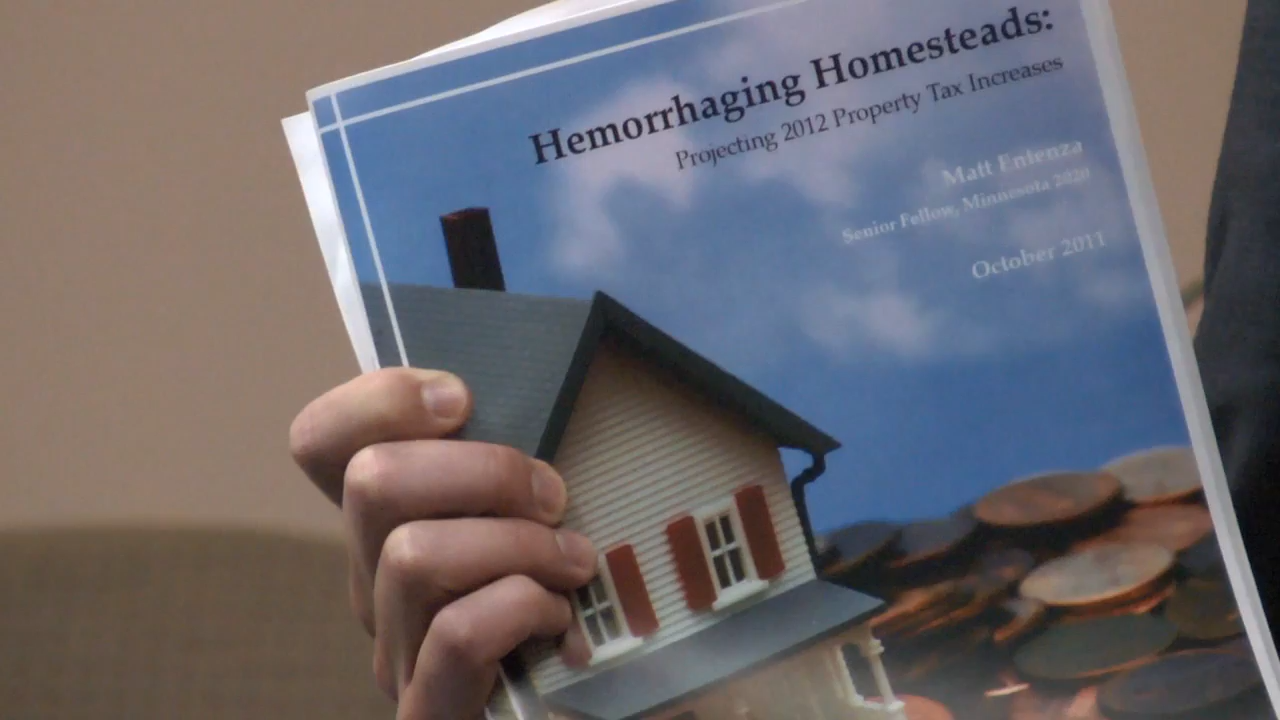 Hemorrhaging Homesteads:
Projecting 2012 Property Tax Increases
Matt Entenza
Senior Fellow, Minnesota 2020
October 2011